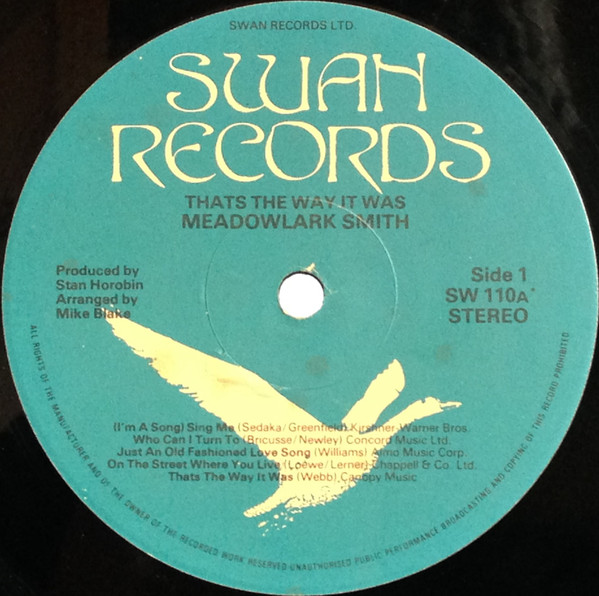 SWAN RECORDS LTD.
SWAN
RECORDS
THATS THE WAY IT WAS
MEADOWLARK SMITH
Produced by
Stan Horobin
Arranged by
Mike Blake
Side 1
SW 110A*
STEREO
(I'm A Song) Sing Me (Sedaka/Greenfield) Kirshner-Warner Bros.
Who Can I Turn To (Bricusse/Newley) Concord Music Ltd.
Just An Old Fashioned Love Song (Williams) Almo Music Corp.
On The Street Where You Live (Loewe/Lerner) Chappell & Co. Ltd.
Thats The Way It Was (Webb) Canopy Music
ALL RIGHTS OF THE MANUFACTURER AND OF THE OWNER OF THE RECORDED WORK RESERVED·UNAUTHORISED PUBLIC PERFORMANCE BROADCASTING AND COPYING OF THIS RECORD PROHIBITED